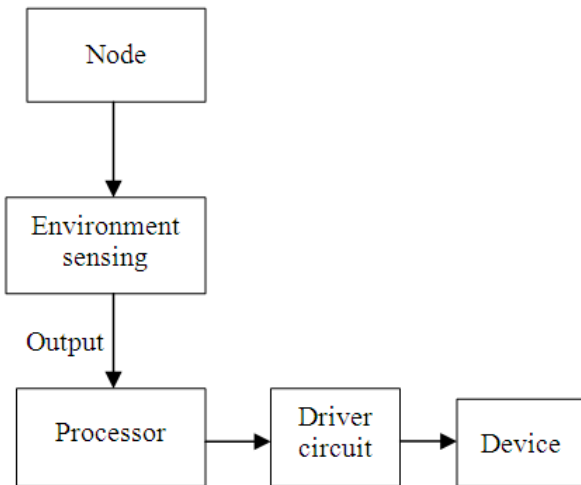 Node
Environment
sensing
Output
Processor
Driver
circuit
Device